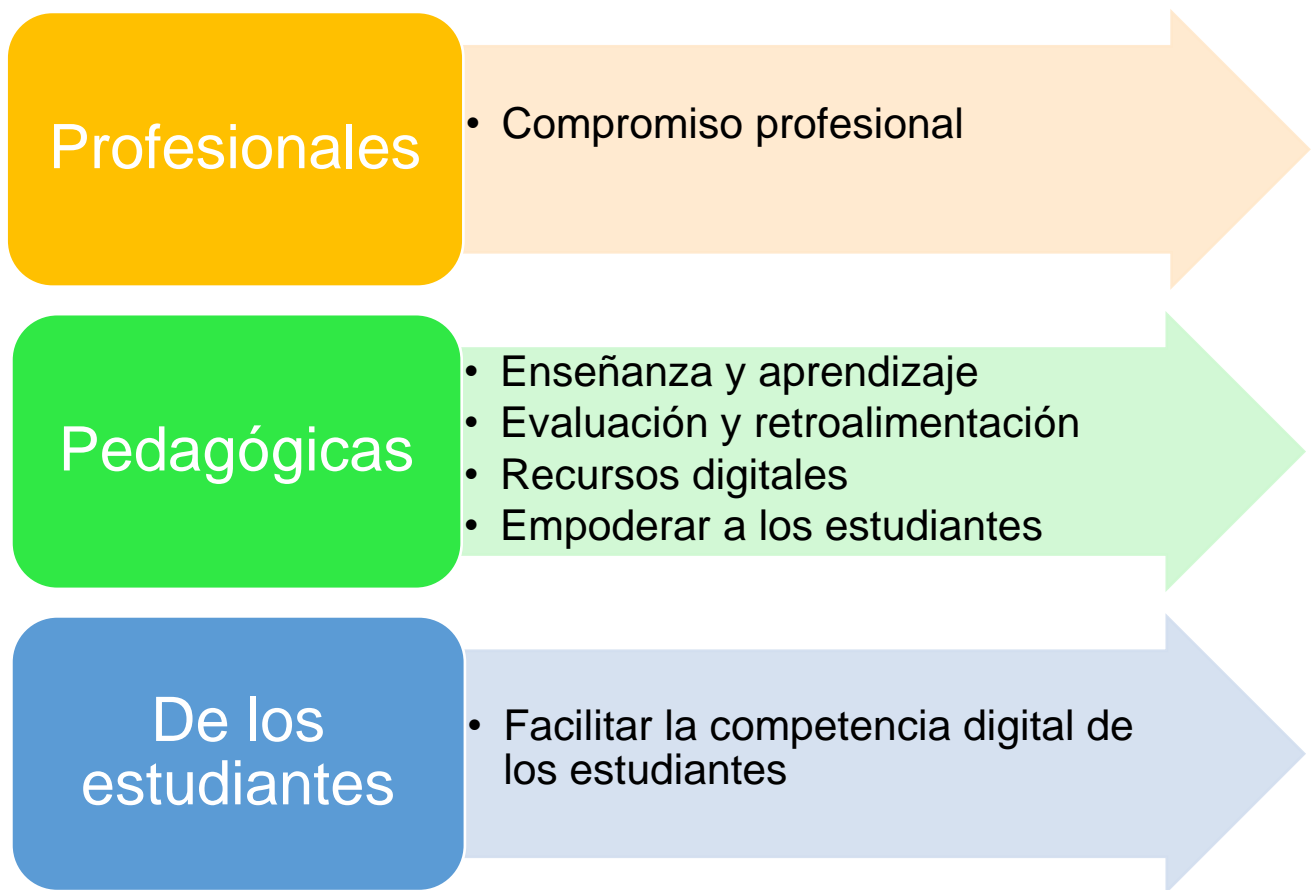 Profesionales
• Compromiso profesional
Pedagógicas
• Enseñanza y aprendizaje
• Evaluación y retroalimentación
• Recursos digitales
• Empoderar a los estudiantes
De los
estudiantes
• Facilitar la competencia digital de
los estudiantes